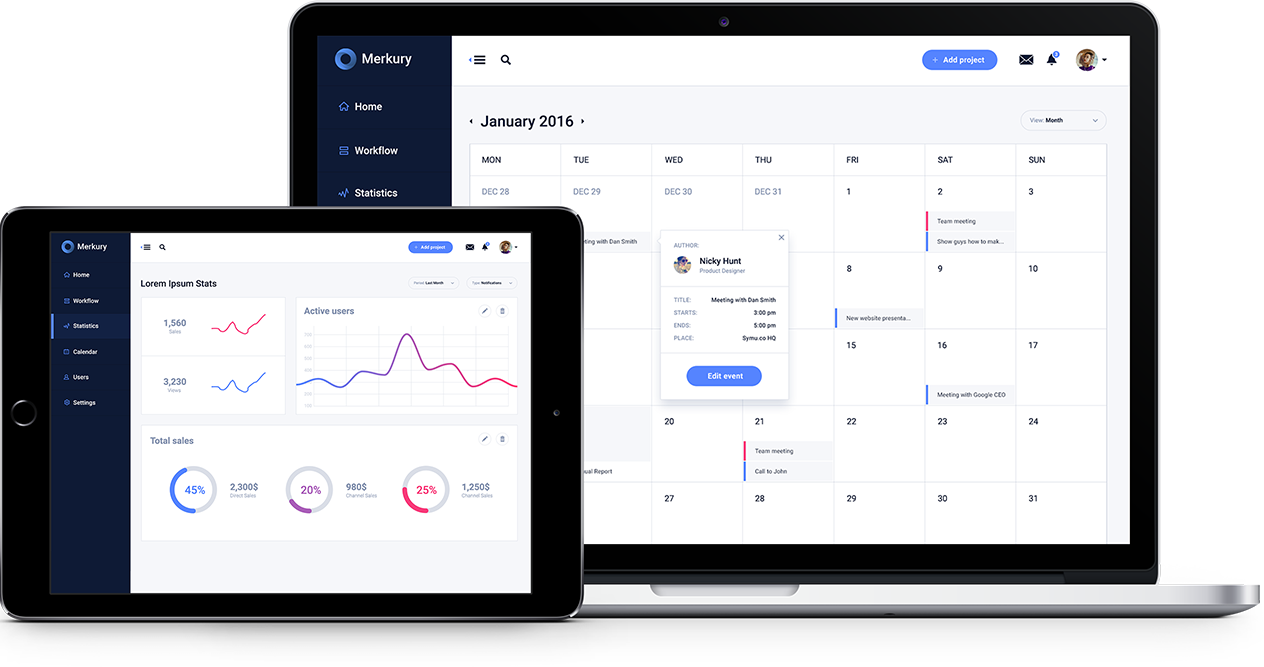 Merkury
+ Add project
3
Home
Workflow
Statistics
January 2016
View: Month
MON TUE WED THU FRI SAT SUN
DEC 28 DEC 29 DEC 30 DEC 31 1 2 3
Team meeting
ting with Dan Smith
Show guys how to mak...
AUTHOR:
Nicky Hunt
Product Designer
TITLE: Meeting with Dan Smith
STARTS: 3:00 pm
ENDS: 5:00 pm
PLACE: Symu.co HQ
Edit event
8 9 10
New website presenta...
15 16 17
Meeting with Google CEO
20 21 22 23 24
Team meeting
ual Report
Call to John
27 28 29 30 31
Merkury
+ Add project
Home
Workflow
Statistics
Calendar
Users
Settings
Lorem Ipsum Stats
Period: Last Month
Type: Notifications
1,560
Sales
3,230
Views
Active users
Total sales
45%
2,300$
Direct Sales
20%
980$
Channel Sales
25%
1,250$
Channel Sales